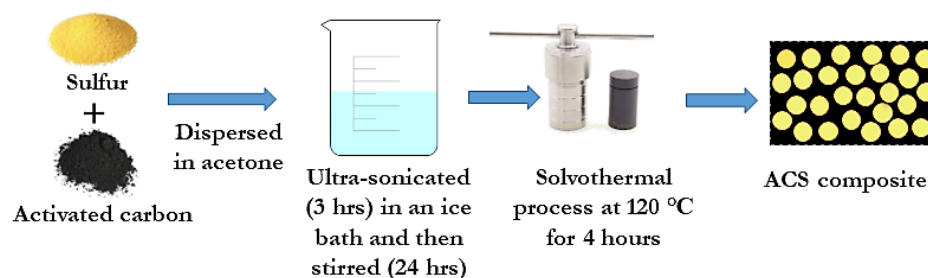 Sulfur
+
Activated carbon
Dispersed
in acetone
Ultra-sonicated
(3 hrs) in an ice
bath and then
stirred (24 hrs)
Solvothermal
process at 120 °C
for 4 hours
ACS composite